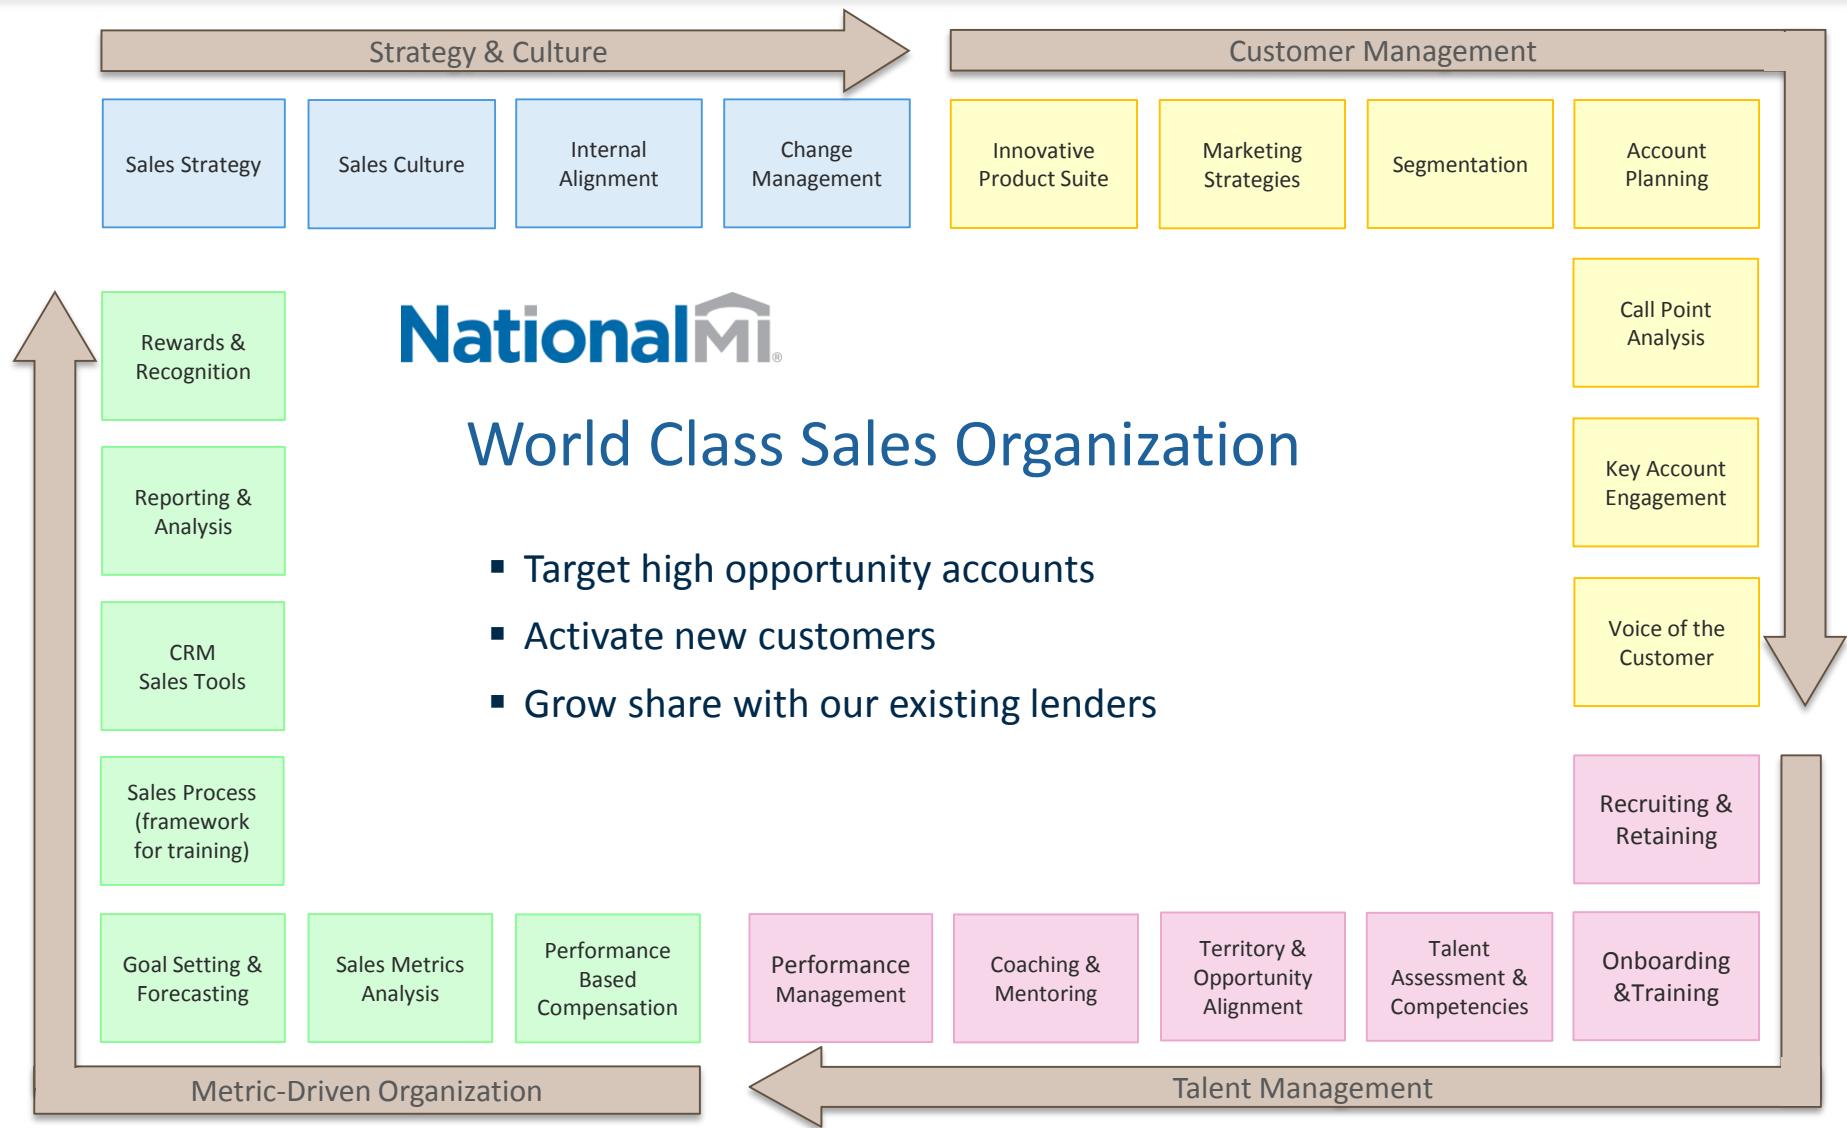 Strategy & Culture
Customer Management
Sales Strategy
Sales Culture
Internal
Alignment
Change
Management
Innovative
Product Suite
Marketing
Strategies
Segmentation
Account
Planning
Call Point
Analysis
Key Account
Engagement
Voice of the
Customer
Recruiting &
Retaining
Onboarding
&Training
Talent
Assessment &
Competencies
Territory &
Opportunity
Alignment
Coaching &
Mentoring
Performance
Management
Talent Management
Performance
Based
Compensation
Sales Metrics
Analysis
Goal Setting &
Forecasting
Metric-Driven Organization
Sales Process
(framework
for training)
CRM
Sales Tools
Reporting &
Analysis
Rewards &
Recognition
NationalMI®
World Class Sales Organization
▪ Target high opportunity accounts
▪ Activate new customers
▪ Grow share with our existing lenders